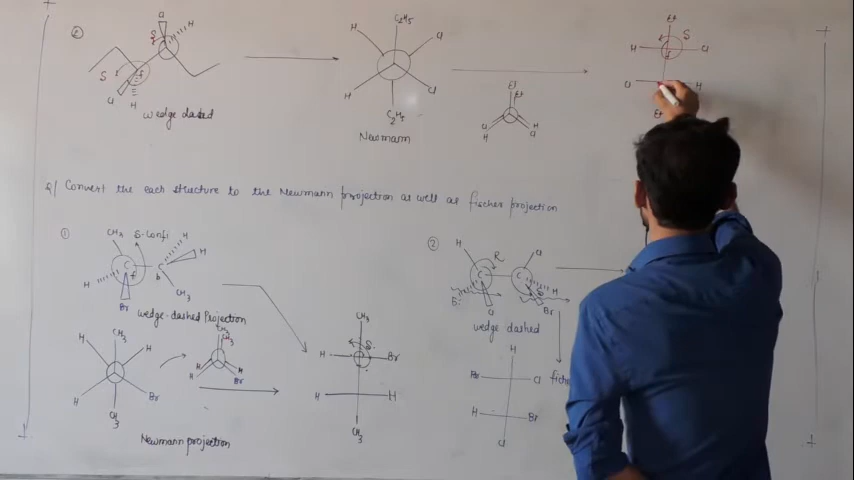 ②
Cl
H
S
S
f
Cl
H
wedge dashed
C₂H₅
H
Cl
H
Cl
C₂H₅
Newmann
Et
Et
Cl
H
H
Cl
Et
S
H
Cl
f
Cl
H
Et
Q/ Convert the each structure to the Newmann projection as well as fischer projection
①
CH₃
S-Confi
H
H
C
C
f
b
H
Br
CH₃
wedge-dashed Projection
CH₃
H
H
H
Br
CH₃
Newmann projection
CH₃
CH₃
H
H
Br
CH₃
S
H
Br
H
H
CH₃
②
H
R
Cl
C
C
H
Br
Cl
wedge dashed
H
Br
Cl
H
Br
Cl